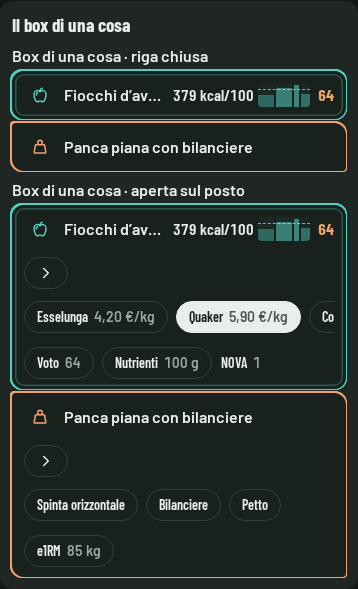 Il box di una cosa
Box di una cosa · riga chiusa
Fiocchi d’av… 379 kcal/100 64
Panca piana con bilanciere
Box di una cosa · aperta sul posto
Fiocchi d’av… 379 kcal/100 64
Esselunga 4,20 €/kg Quaker 5,90 €/kg Co
Voto 64 Nutrienti 100 g NOVA 1
Panca piana con bilanciere
Spinta orizzontale Bilanciere Petto
e1RM 85 kg